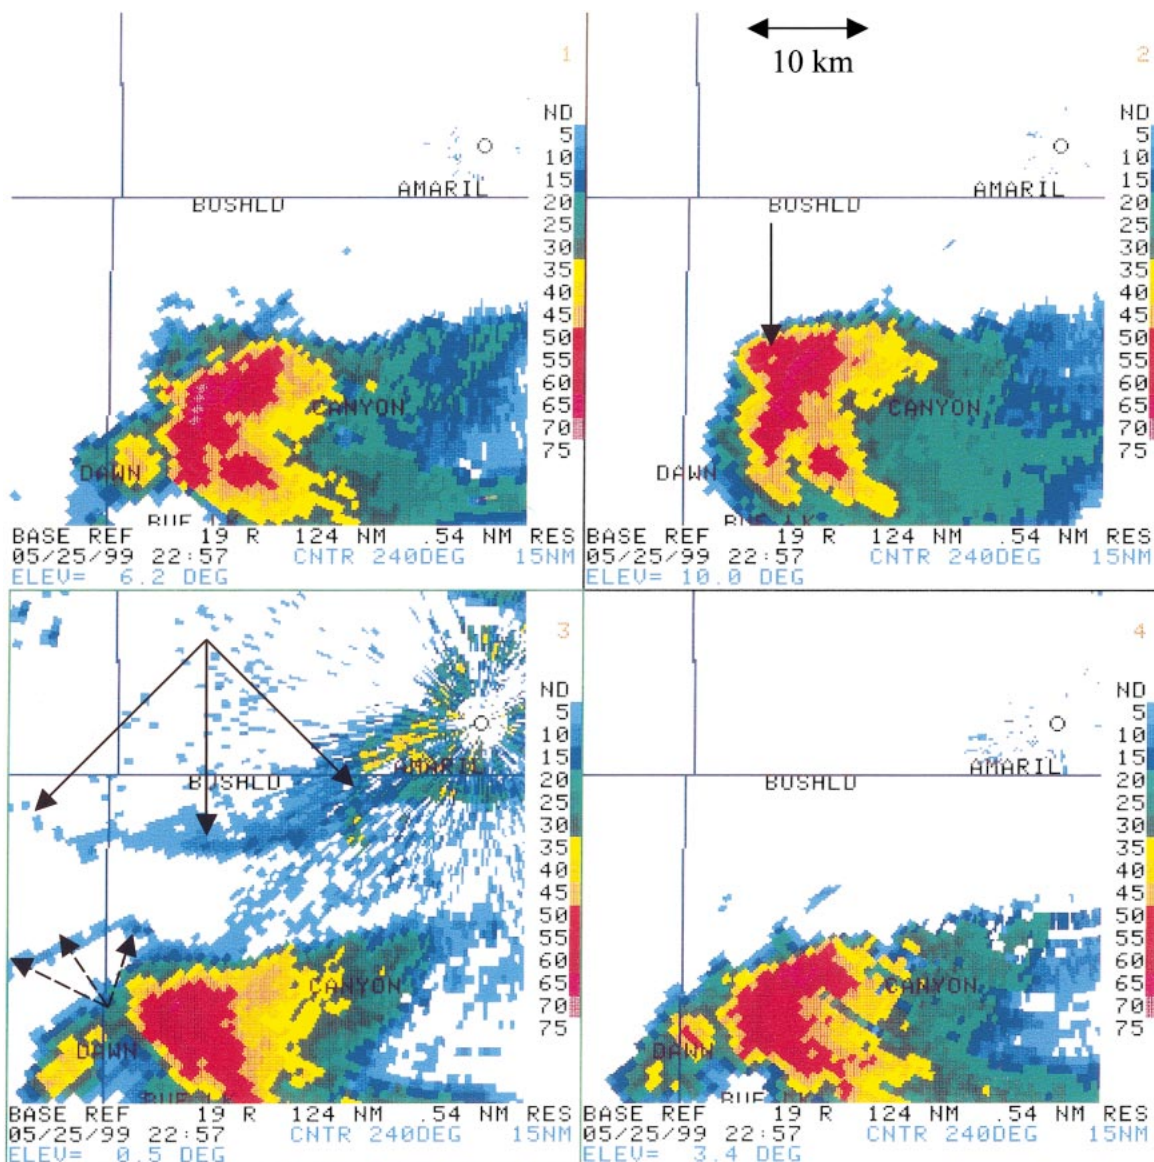 1
ND
5
10
15
20
25
30
35
40
45
50
55
60
65
70
75
AMARIL
BUSHLD
CANYON
DAWN
BASE REF 19 R 124 NM .54 NM RES
05/25/99 22:57 CNTR 240DEG 15NM
ELEV= 6.2 DEG
10 km
2
ND
5
10
15
20
25
30
35
40
45
50
55
60
65
70
75
AMARIL
BUSHLD
CANYON
DAWN
BASE REF 19 R 124 NM .54 NM RES
05/25/99 22:57 CNTR 240DEG 15NM
ELEV= 10.0 DEG
3
ND
5
10
15
20
25
30
35
40
45
50
55
60
65
70
75
AMARIL
BUSHLD
CANYON
DAWN
BASE REF 19 R 124 NM .54 NM RES
05/25/99 22:57 CNTR 240DEG 15NM
ELEV= 0.5 DEG
4
ND
5
10
15
20
25
30
35
40
45
50
55
60
65
70
75
AMARIL
BUSHLD
CANYON
DAWN
BASE REF 19 R 124 NM .54 NM RES
05/25/99 22:57 CNTR 240DEG 15NM
ELEV= 3.4 DEG